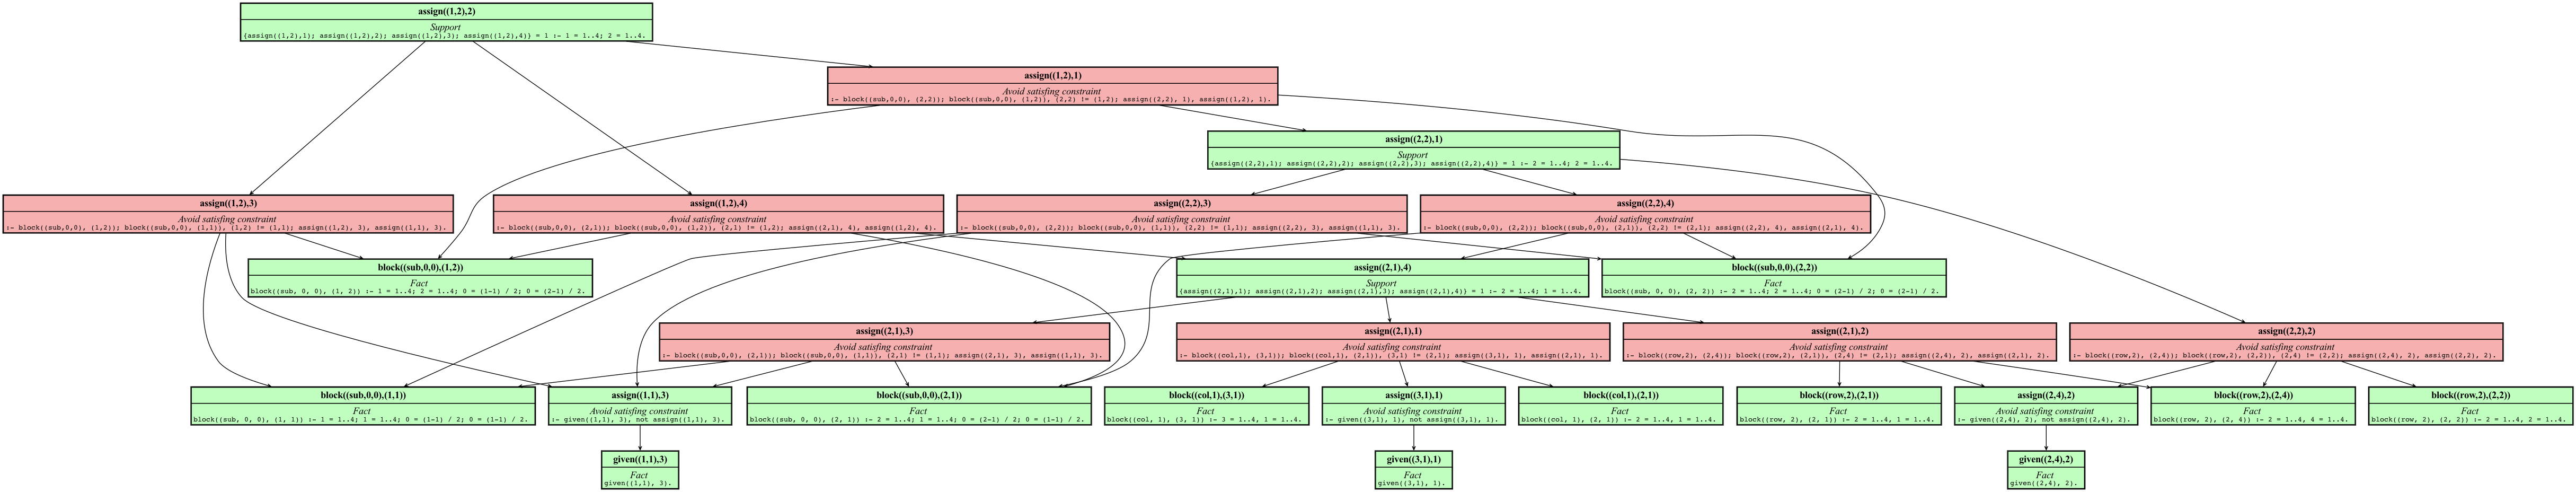 assign((1,2),2)
Support
{assign((1,2),1); assign((1,2),2); assign((1,2),3); assign((1,2),4)} = 1 :- 1 = 1..4; 2 = 1..4.
assign((1,2),1)
Avoid satisfing constraint
:- block((sub,0,0), (2,2)); block((sub,0,0), (1,2)), (2,2) != (1,2); assign((2,2), 1), assign((1,2), 1).
assign((2,2),1)
Support
{assign((2,2),1); assign((2,2),2); assign((2,2),3); assign((2,2),4)} = 1 :- 2 = 1..4; 2 = 1..4.
assign((1,2),3)
Avoid satisfing constraint
:- block((sub,0,0), (1,2)); block((sub,0,0), (1,1)), (1,2) != (1,1); assign((1,2), 3), assign((1,1), 3).
assign((1,2),4)
Avoid satisfing constraint
:- block((sub,0,0), (2,1)); block((sub,0,0), (1,2)), (2,1) != (1,2); assign((2,1), 4), assign((1,2), 4).
assign((2,2),3)
Avoid satisfing constraint
:- block((sub,0,0), (2,2)); block((sub,0,0), (1,1)), (2,2) != (1,1); assign((2,2), 3), assign((1,1), 3).
assign((2,2),4)
Avoid satisfing constraint
:- block((sub,0,0), (2,2)); block((sub,0,0), (2,1)), (2,2) != (2,1); assign((2,2), 4), assign((2,1), 4).
block((sub,0,0),(1,2))
Fact
block((sub, 0, 0), (1, 2)) :- 1 = 1..4; 2 = 1..4; 0 = (1-1) / 2; 0 = (2-1) / 2.
assign((2,1),4)
Support
{assign((2,1),1); assign((2,1),2); assign((2,1),3); assign((2,1),4)} = 1 :- 2 = 1..4; 1 = 1..4.
block((sub,0,0),(2,2))
Fact
block((sub, 0, 0), (2, 2)) :- 2 = 1..4; 2 = 1..4; 0 = (2-1) / 2; 0 = (2-1) / 2.
assign((2,1),3)
Avoid satisfing constraint
:- block((sub,0,0), (2,1)); block((sub,0,0), (1,1)), (2,1) != (1,1); assign((2,1), 3), assign((1,1), 3).
assign((2,1),1)
Avoid satisfing constraint
:- block((col,1), (3,1)); block((col,1), (2,1)), (3,1) != (2,1); assign((3,1), 1), assign((2,1), 1).
assign((2,1),2)
Avoid satisfing constraint
:- block((row,2), (2,4)); block((row,2), (2,1)), (2,4) != (2,1); assign((2,4), 2), assign((2,1), 2).
assign((2,2),2)
Avoid satisfing constraint
:- block((row,2), (2,4)); block((row,2), (2,2)), (2,4) != (2,2); assign((2,4), 2), assign((2,2), 2).
block((sub,0,0),(1,1))
Fact
block((sub, 0, 0), (1, 1)) :- 1 = 1..4; 1 = 1..4; 0 = (1-1) / 2; 0 = (1-1) / 2.
assign((1,1),3)
Avoid satisfing constraint
:- given((1,1), 3), not assign((1,1), 3).
block((sub,0,0),(2,1))
Fact
block((sub, 0, 0), (2, 1)) :- 2 = 1..4; 1 = 1..4; 0 = (2-1) / 2; 0 = (1-1) / 2.
block((col,1),(3,1))
Fact
block((col, 1), (3, 1)) :- 3 = 1..4, 1 = 1..4.
assign((3,1),1)
Avoid satisfing constraint
:- given((3,1), 1), not assign((3,1), 1).
block((col,1),(2,1))
Fact
block((col, 1), (2, 1)) :- 2 = 1..4, 1 = 1..4.
block((row,2),(2,1))
Fact
block((row, 2), (2, 1)) :- 2 = 1..4, 1 = 1..4.
assign((2,4),2)
Avoid satisfing constraint
:- given((2,4), 2), not assign((2,4), 2).
block((row,2),(2,4))
Fact
block((row, 2), (2, 4)) :- 2 = 1..4, 4 = 1..4.
block((row,2),(2,2))
Fact
block((row, 2), (2, 2)) :- 2 = 1..4, 2 = 1..4.
given((1,1),3)
Fact
given((1,1), 3).
given((3,1),1)
Fact
given((3,1), 1).
given((2,4),2)
Fact
given((2,4), 2).